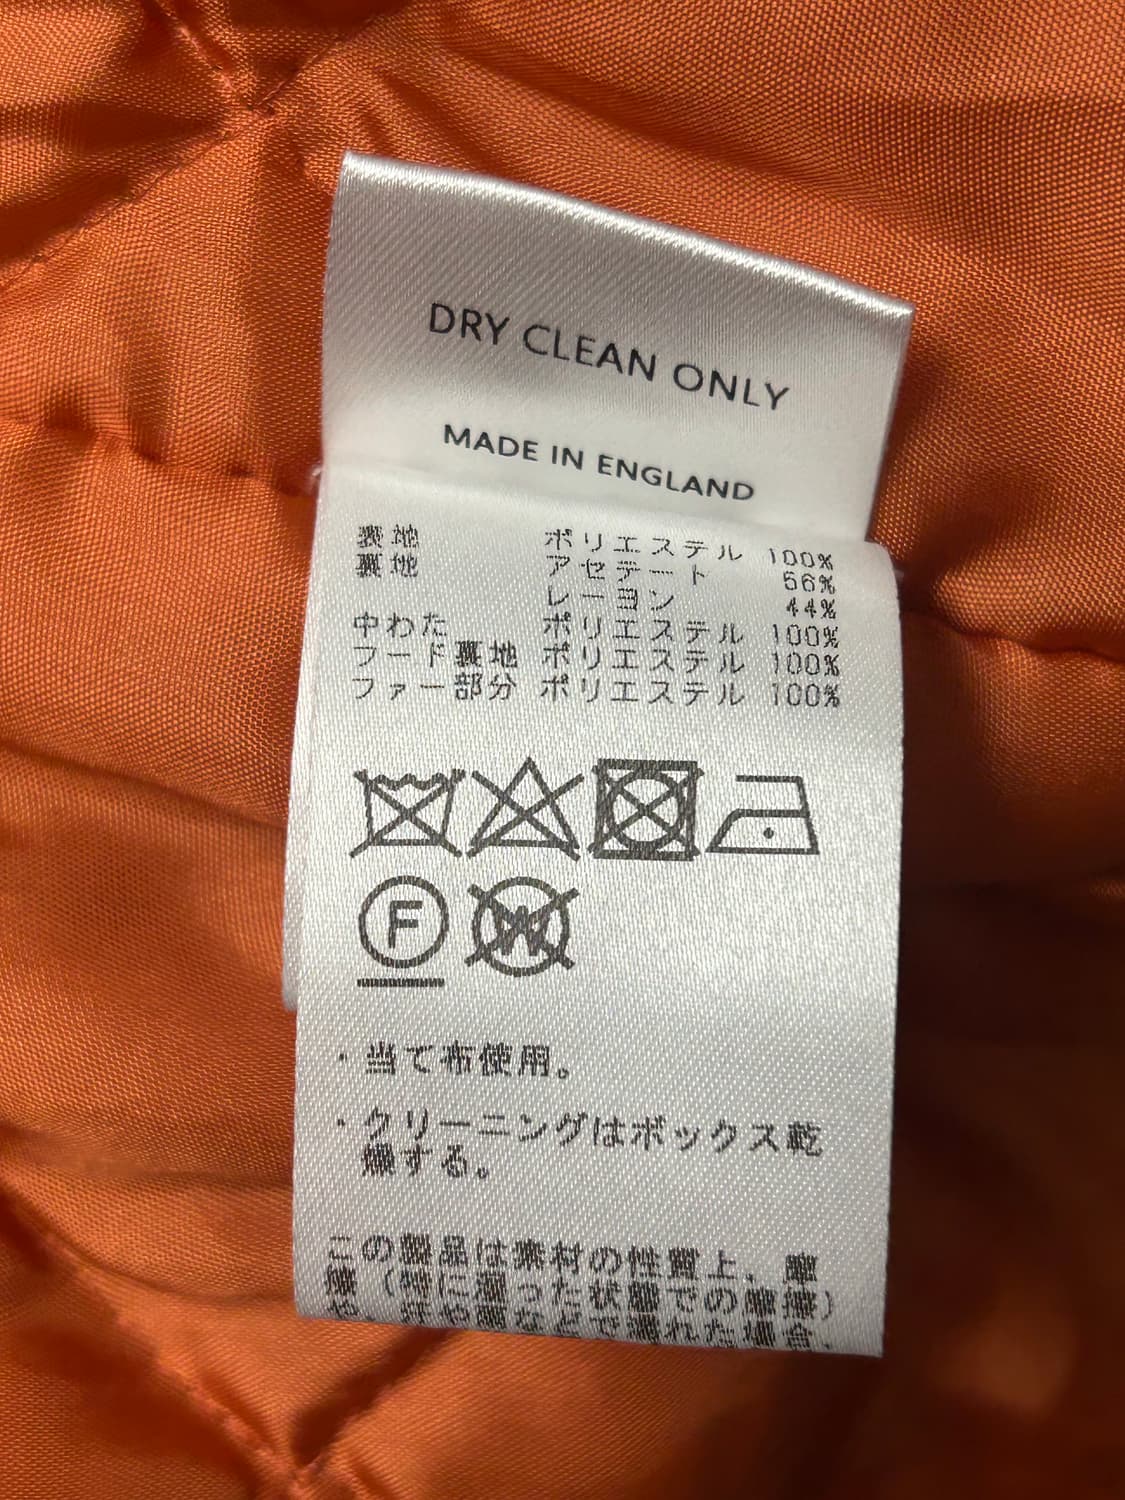 DRY CLEAN ONLY
MADE IN ENGLAND
裏地 ポリエステル 100%
裏地 アセテート 56%
レーヨン 44%
中わた ポリエステル 100%
フード裏地 ポリエステル 100%
ファー部分 ポリエステル 100%
F
W
・当て布使用。
・クリーニングはボックス乾
燥する。
この製品は素材の性質上、摩
擦(特に湿った状態での摩擦)
や、汗や雨などで濡れた場合、